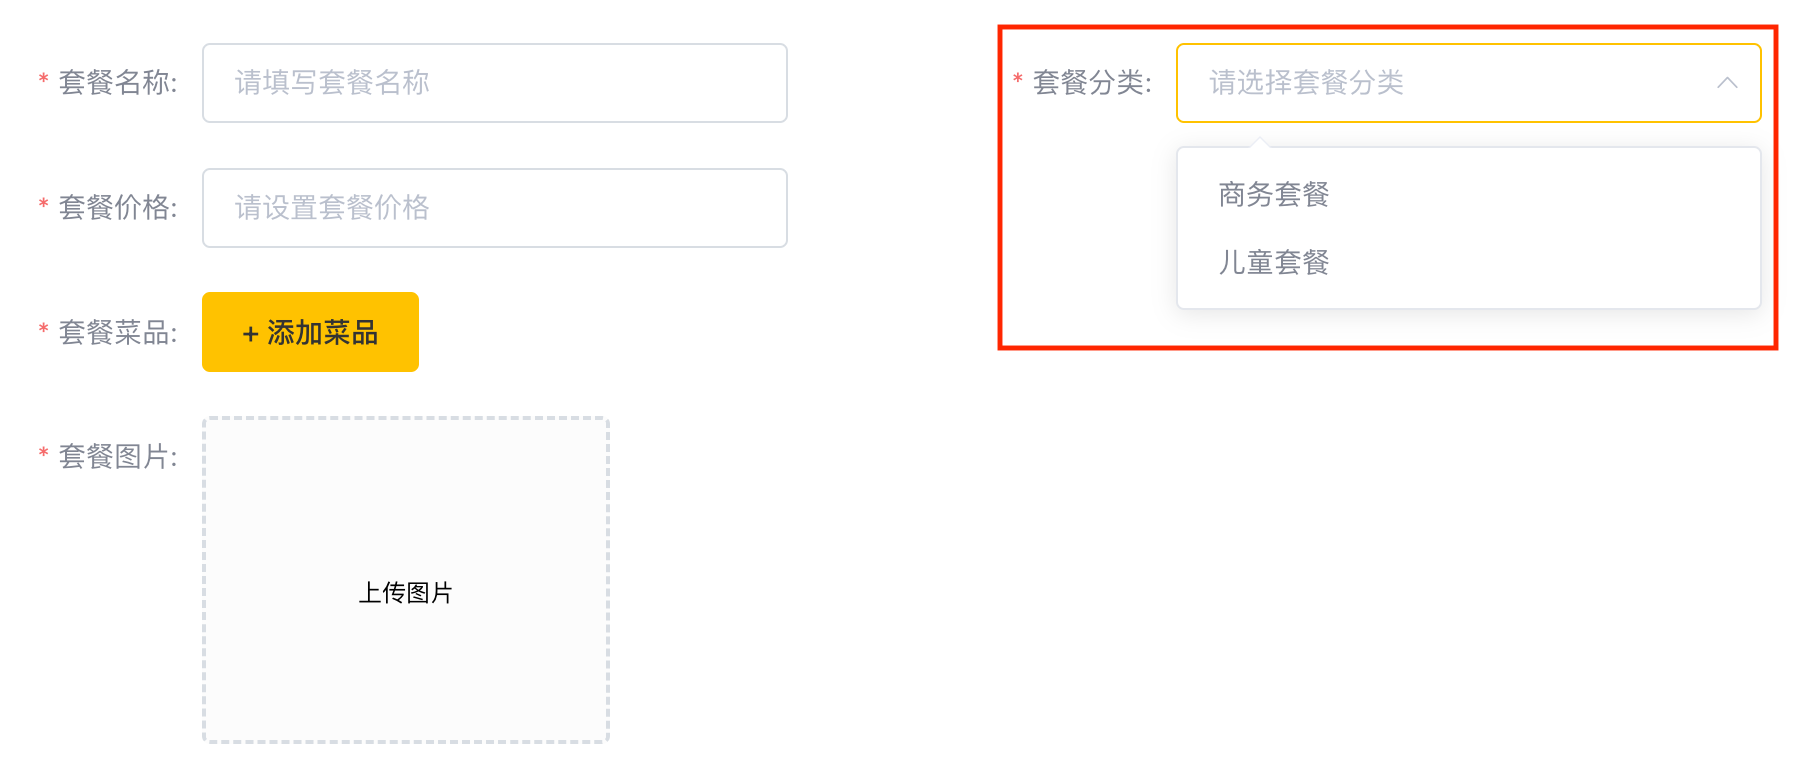 * 套餐名称: 请填写套餐名称
* 套餐分类: 请选择套餐分类
商务套餐
儿童套餐
* 套餐价格: 请设置套餐价格
* 套餐菜品: + 添加菜品
* 套餐图片:
上传图片